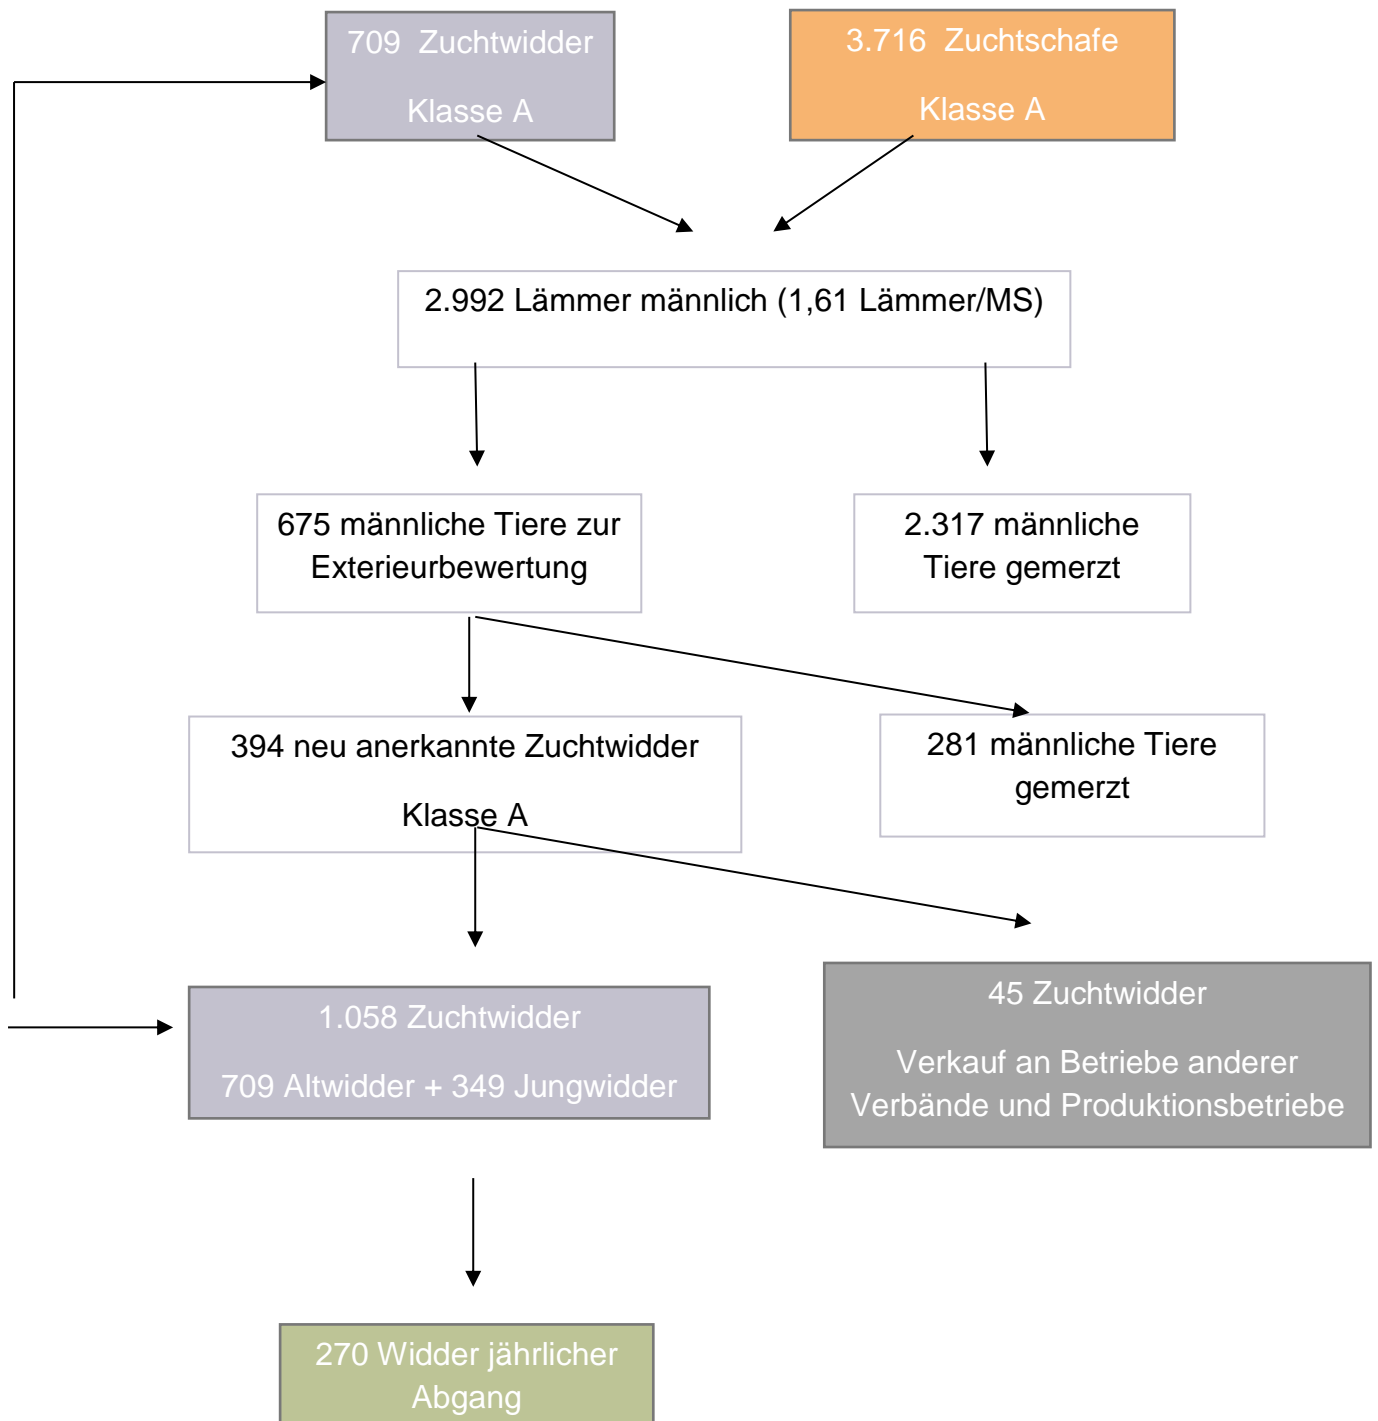 709 Zuchtwidder
Klasse A
3.716 Zuchtschafe
Klasse A
2.992 Lämmer männlich (1,61 Lämmer/MS)
675 männliche Tiere zur
Exterieurbewertung
2.317 männliche
Tiere gemerzt
394 neu anerkannte Zuchtwidder
Klasse A
281 männliche Tiere
gemerzt
1.058 Zuchtwidder
709 Altwidder + 349 Jungwidder
45 Zuchtwidder
Verkauf an Betriebe anderer
Verbände und Produktionsbetriebe
270 Widder jährlicher
Abgang